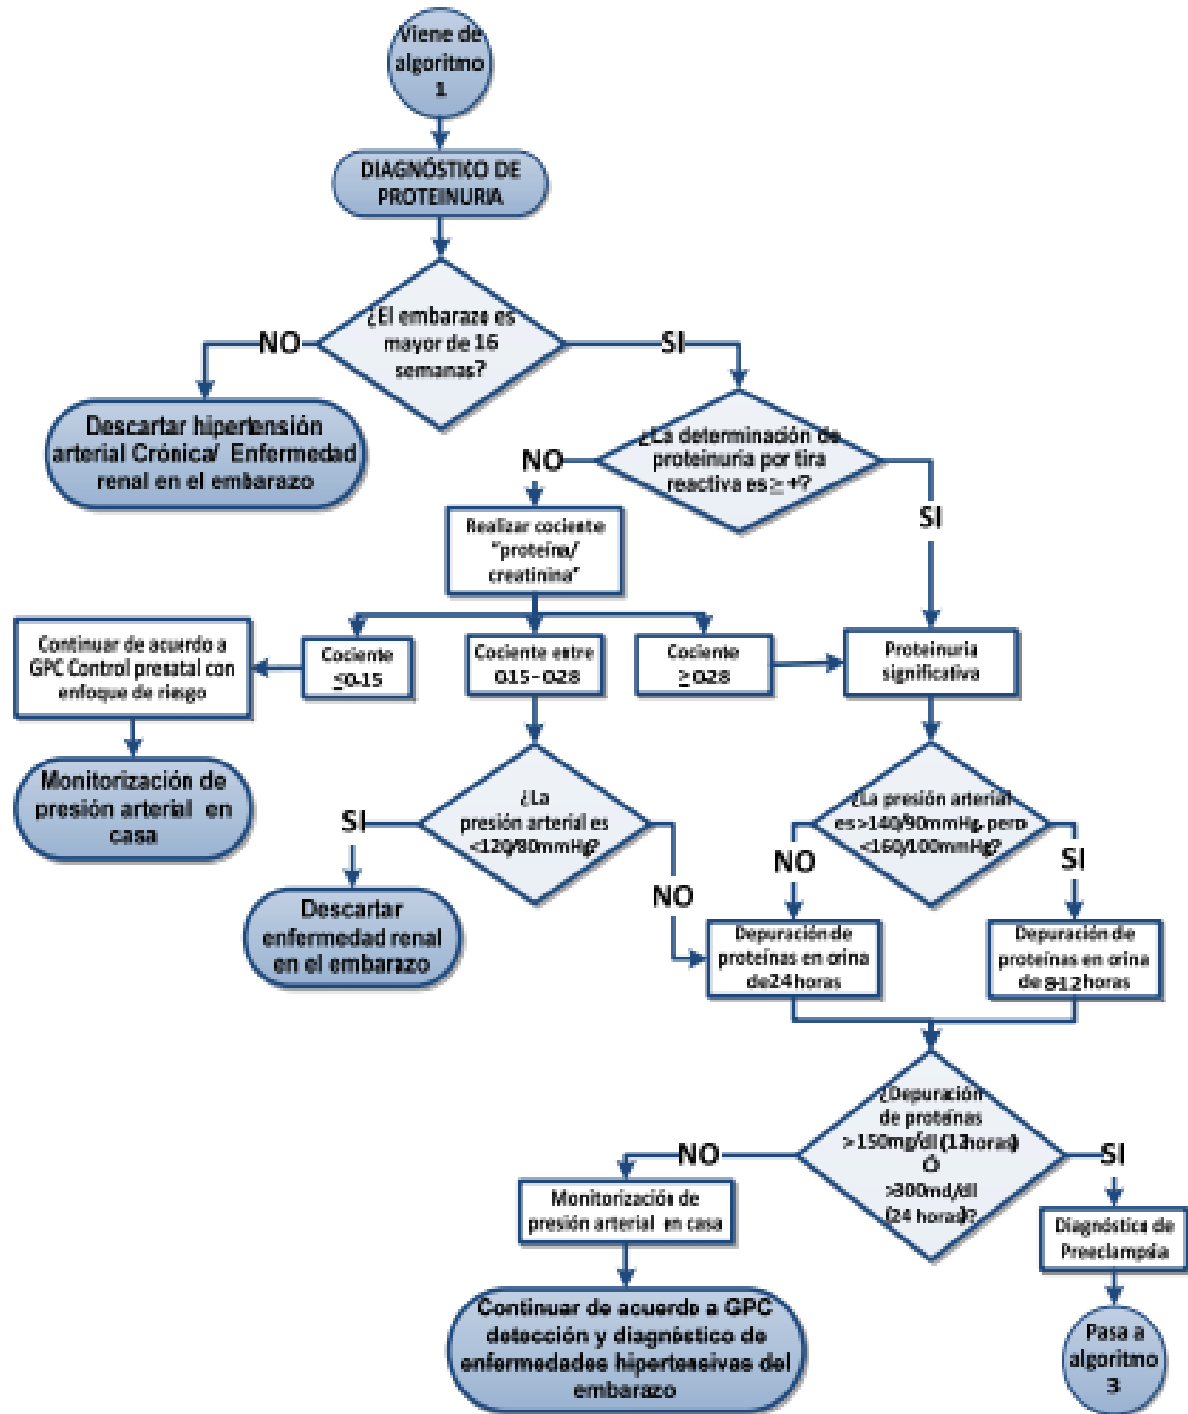 Viene de
algoritmo
1
DIAGNÓSTICO DE
PROTEINURIA
¿El embarazo es
mayor de 16
semanas?
NO
SI
Descartar hipertensión
arterial Crónica/ Enfermedad
renal en el embarazo
¿La determinación de
proteinuria por tira
reactiva es ≥ +?
NO
SI
Realizar cociente
"proteína/
creatinina"
Continuar de acuerdo a
GPC Control prenatal con
enfoque de riesgo
Cociente
≤0.15
Cociente entre
0.15 - 0.28
Cociente
≥ 0.28
Proteinuria
significativa
Monitorización de
presión arterial en
casa
¿La
presión arterial es
<120/80mmHg?
SI
NO
¿La presión arterial
es >140/90mmHg, pero
<160/100mmHg?
NO
SI
Descartar
enfermedad renal
en el embarazo
Depuración de
proteínas en orina
de 24 horas
Depuración de
proteínas en orina
de 8-12 horas
¿Depuración
de proteínas
>150mg/dl (12horas)
Ó
>300md/dl
(24 horas)?
NO
SI
Monitorización de
presión arterial en casa
Diagnóstico de
Preeclampsia
Continuar de acuerdo a GPC
detección y diagnóstico de
enfermedades hipertensivas del
embarazo
Pasa a
algoritmo
3